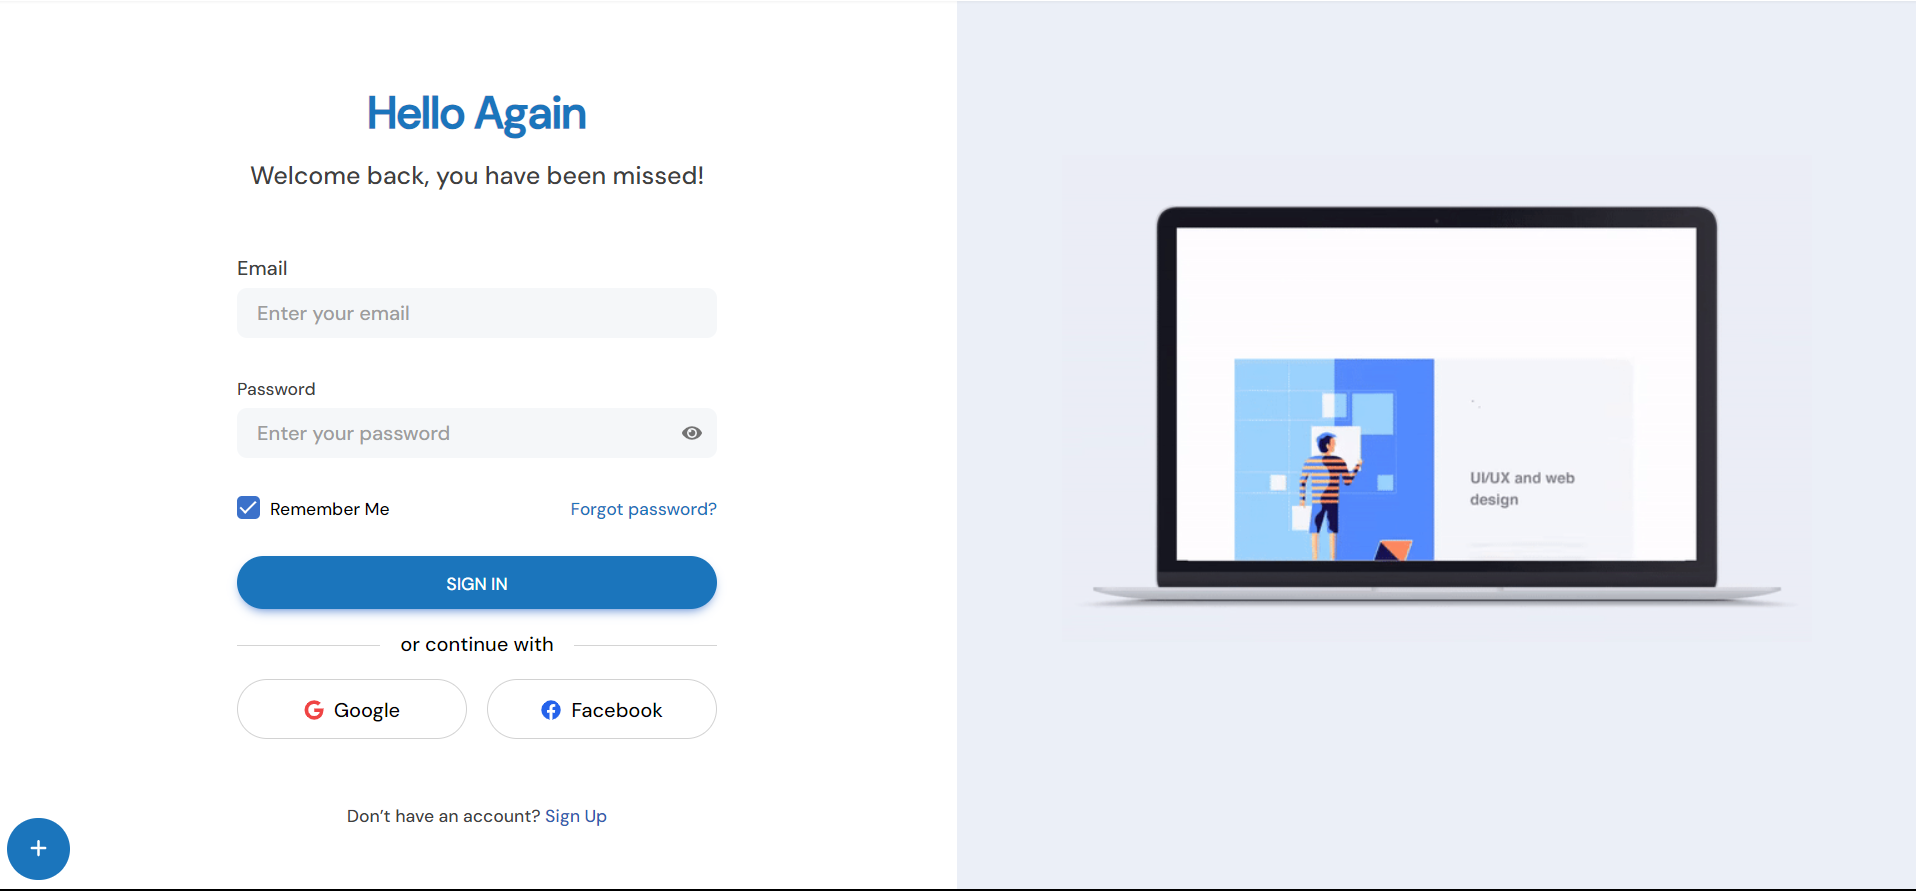 Hello Again
Welcome back, you have been missed!
Email
Enter your email
Password
Enter your password
Remember Me
Forgot password?
SIGN IN
or continue with
Google
Facebook
Don’t have an account? Sign Up
+
UI/UX and web
design